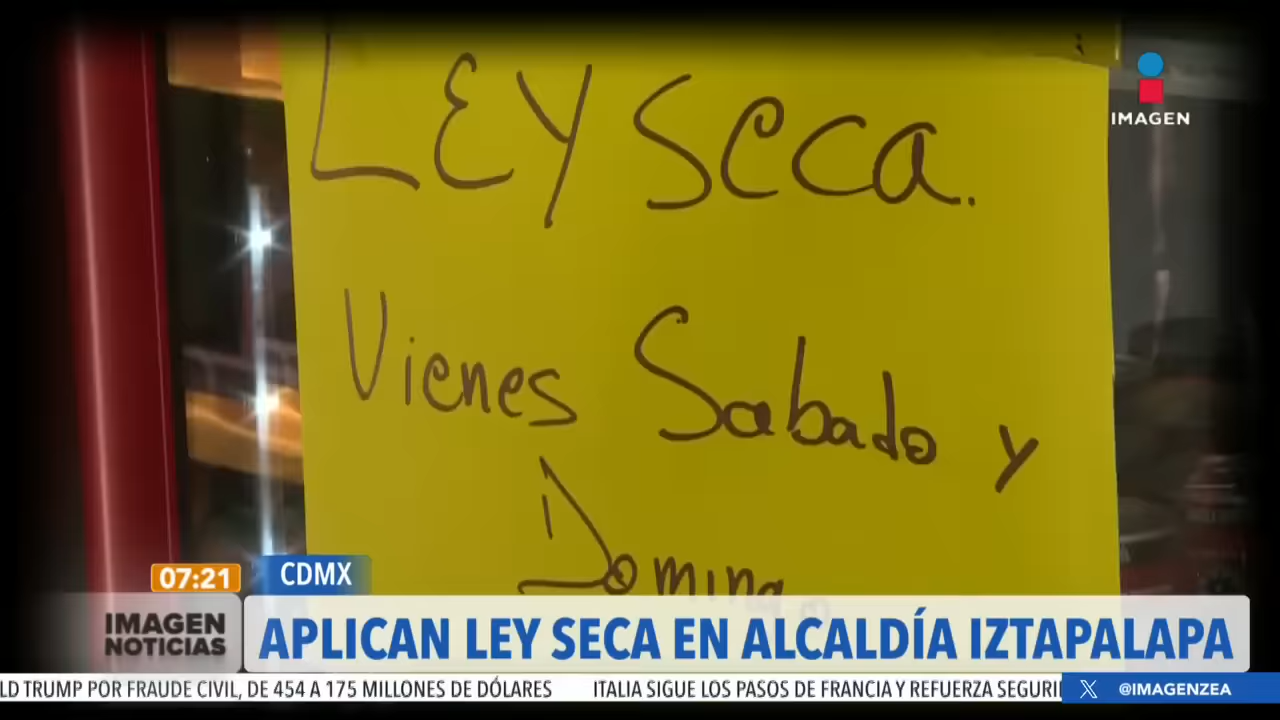 LEY Seca.
IMAGEN
Vienes Sabado y
Domingo
07:21
CDMX
IMAGEN
NOTICIAS
APLICAN LEY SECA EN ALCALDÍA IZTAPALAPA
LD TRUMP POR FRAUDE CIVIL, DE 454 A 175 MILLONES DE DÓLARES ITALIA SIGUE LOS PASOS DE FRANCIA Y REFUERZA SEGURI
X @IMAGENZEA